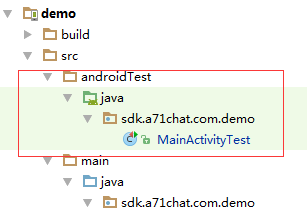 demo
build
src
androidTest
java
sdk.a71chat.com.demo
MainActivityTest
main
java
sdk.a71chat.com.demo